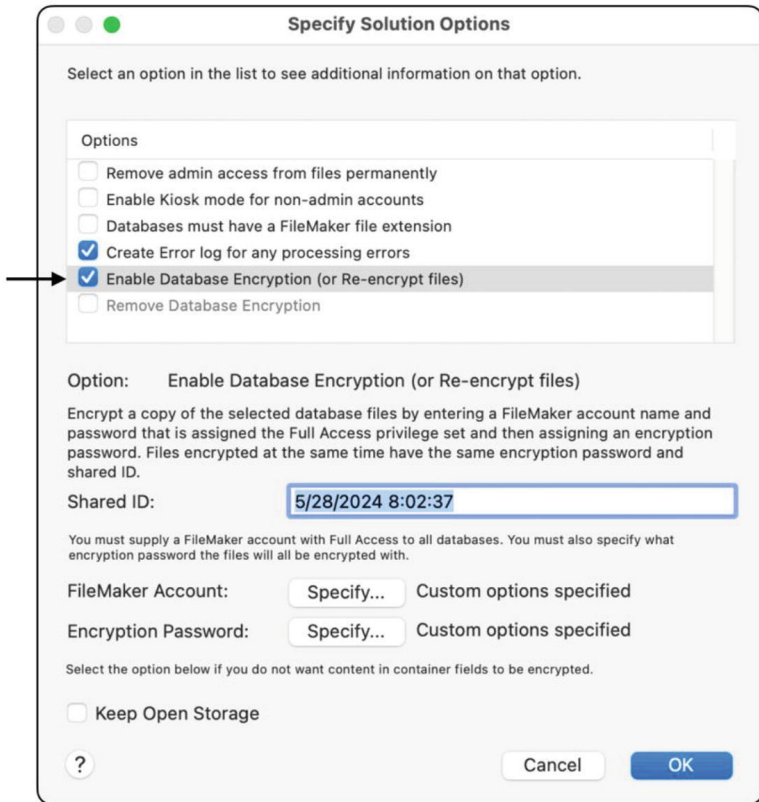 Specify Solution Options
Select an option in the list to see additional information on that option.
Options
Remove admin access from files permanently
Enable Kiosk mode for non-admin accounts
Databases must have a FileMaker file extension
Create Error log for any processing errors
Enable Database Encryption (or Re-encrypt files)
Remove Database Encryption
Option: Enable Database Encryption (or Re-encrypt files)
Encrypt a copy of the selected database files by entering a FileMaker account name and
password that is assigned the Full Access privilege set and then assigning an encryption
password. Files encrypted at the same time have the same encryption password and
shared ID.
Shared ID: 5/28/2024 8:02:37
You must supply a FileMaker account with Full Access to all databases. You must also specify what
encryption password the files will all be encrypted with.
FileMaker Account: Specify... Custom options specified
Encryption Password: Specify... Custom options specified
Select the option below if you do not want content in container fields to be encrypted.
Keep Open Storage
? Cancel OK